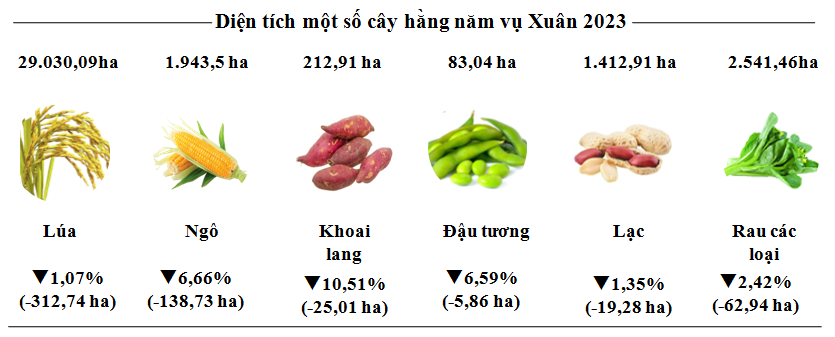 Diện tích một số cây hằng năm vụ Xuân 2023
29.030,09ha 1.943,5 ha 212,91 ha 83,04 ha 1.412,91 ha 2.541,46ha
Lúa Ngô Khoai lang Đậu tương Lạc Rau các loại
▼1,07% ▼6,66% ▼10,51% ▼6,59% ▼1,35% ▼2,42%
(-312,74 ha) (-138,73 ha) (-25,01 ha) (-5,86 ha) (-19,28 ha) (-62,94 ha)